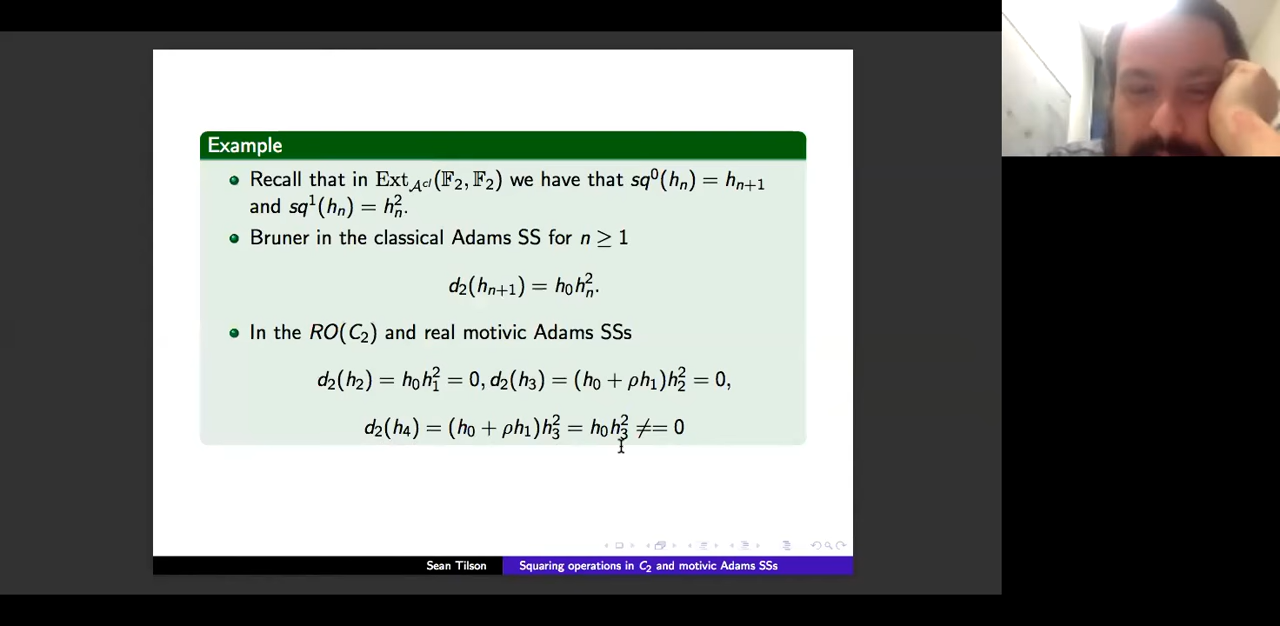 Example
Recall that in Ext_{𝒜^{cl}}(𝔽₂, 𝔽₂) we have that sq⁰(hₙ) = hₙ₊₁
and sq¹(hₙ) = hₙ².
Bruner in the classical Adams SS for n ≥ 1
d₂(hₙ₊₁) = h₀hₙ².
In the RO(C₂) and real motivic Adams SSs
d₂(h₂) = h₀h₁² = 0, d₂(h₃) = (h₀ + ρh₁)h₂² = 0,
d₂(h₄) = (h₀ + ρh₁)h₃² = h₀h₃² ≠= 0
Sean Tilson Squaring operations in C₂ and motivic Adams SSs